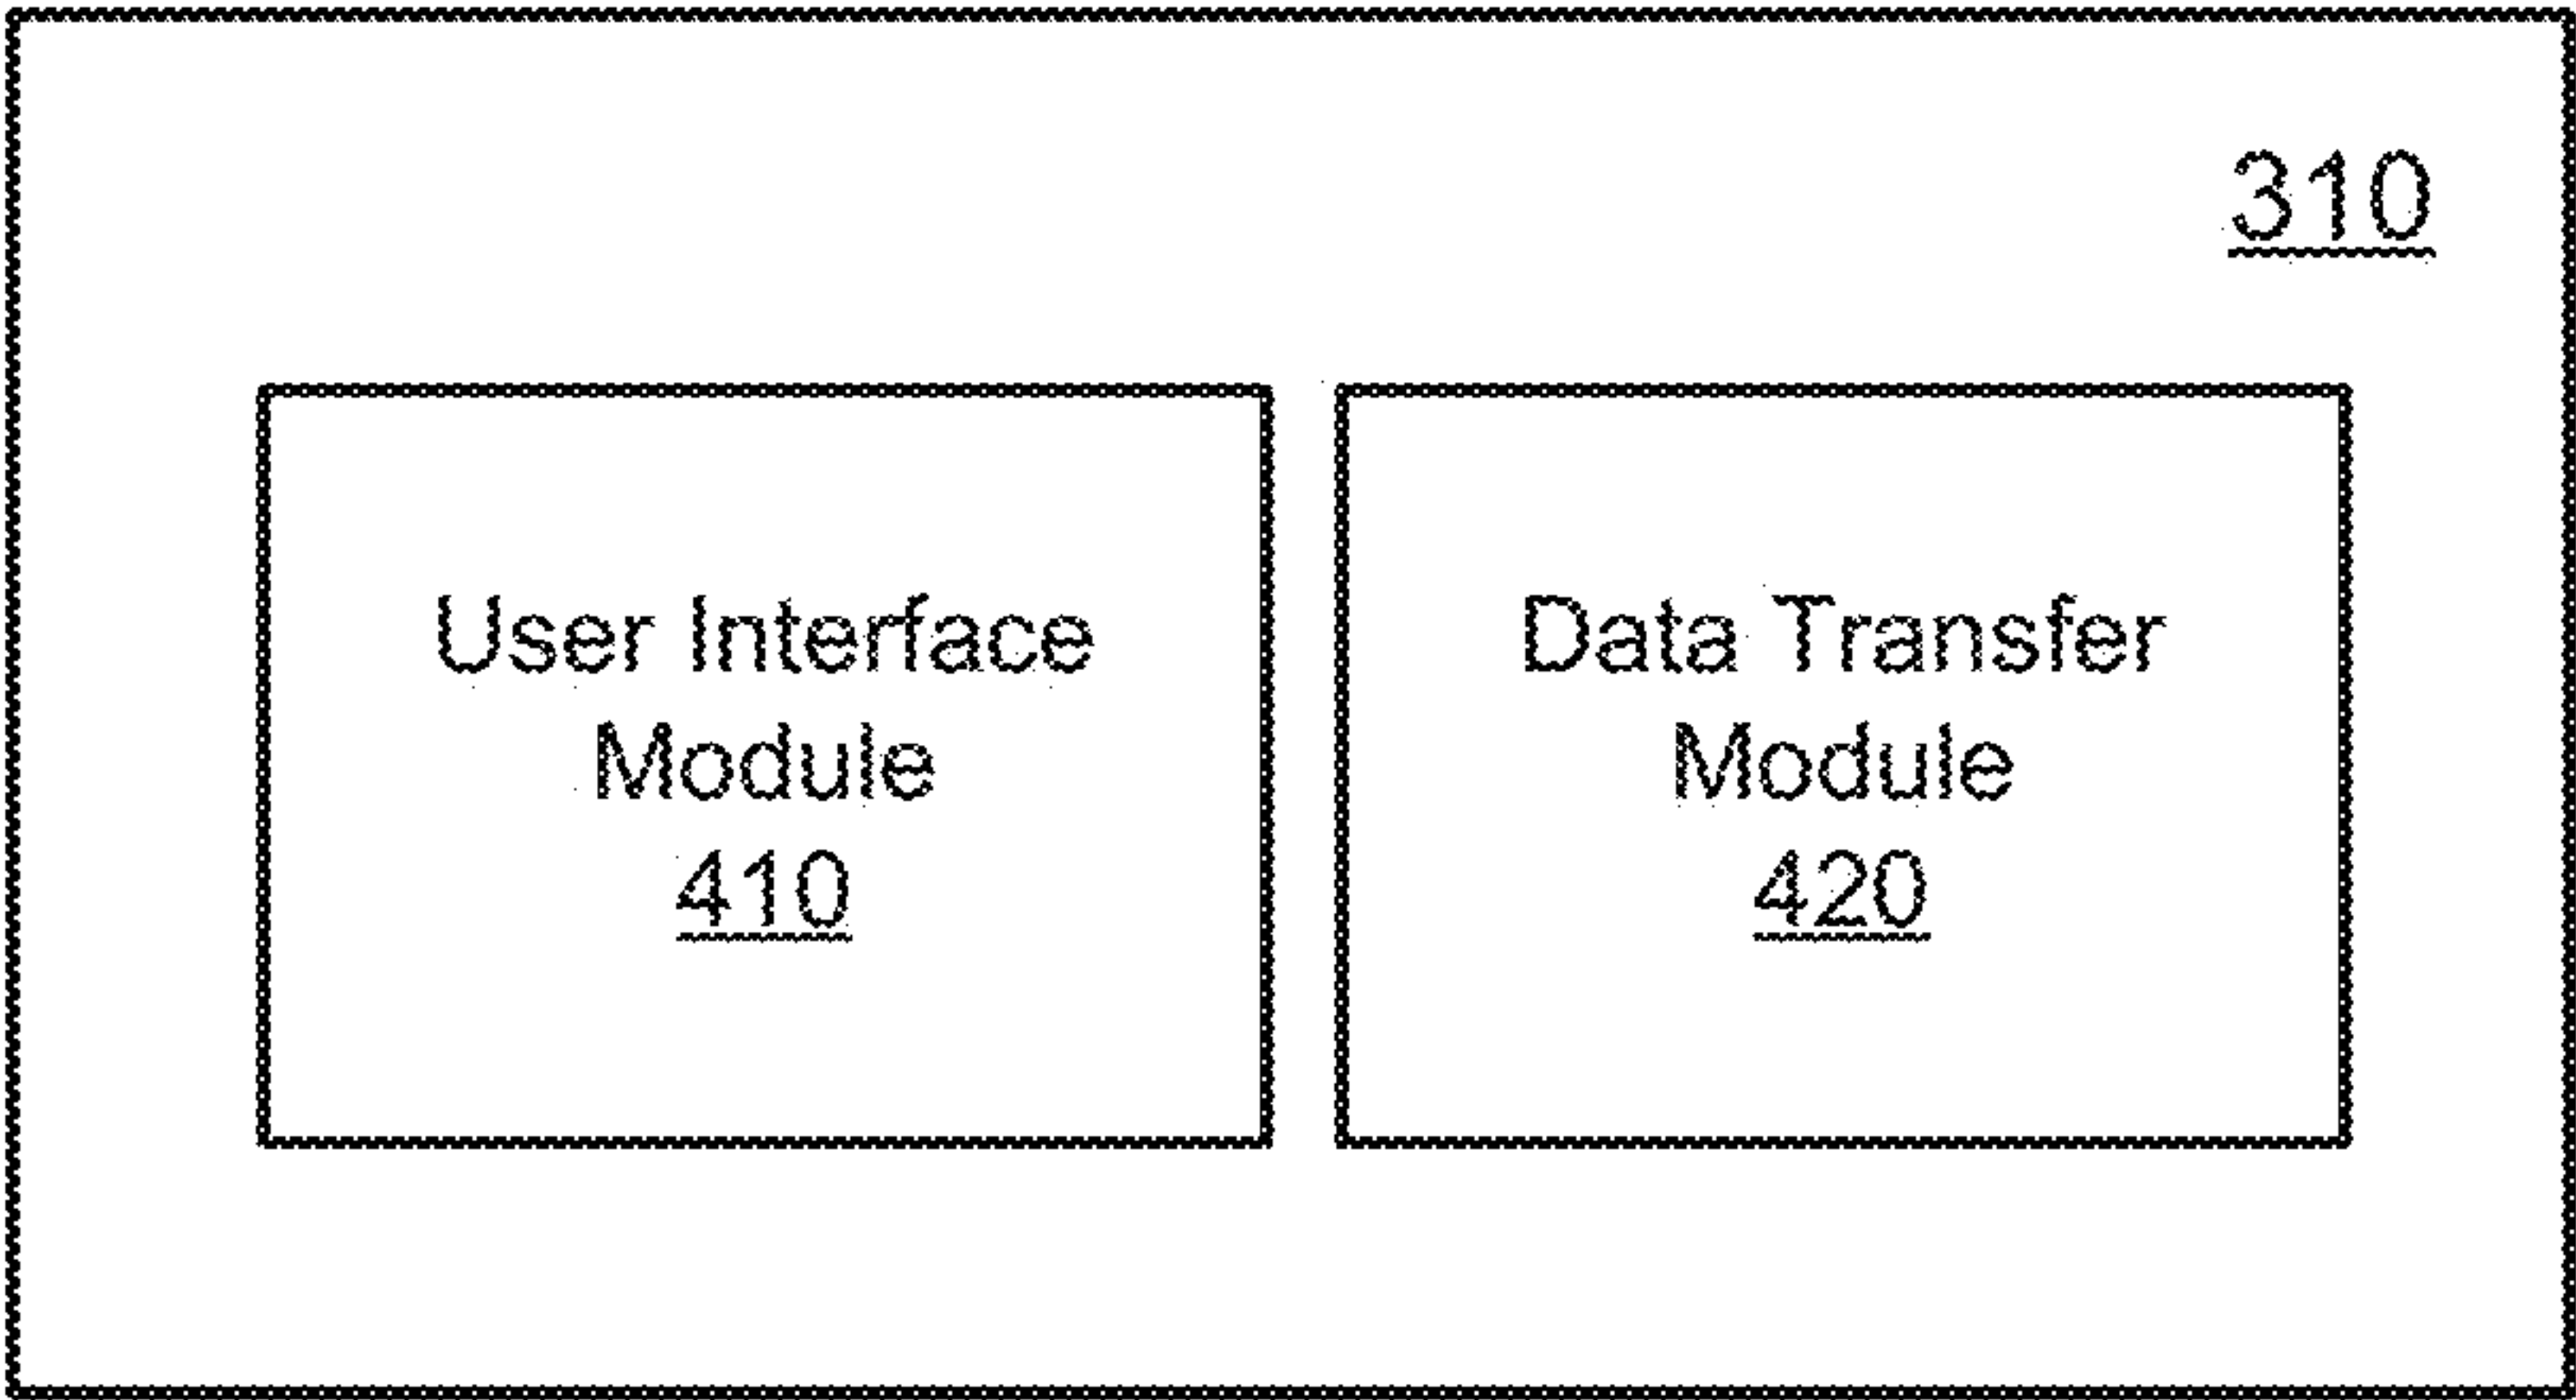 310
User Interface
Module
410
Data Transfer
Module
420